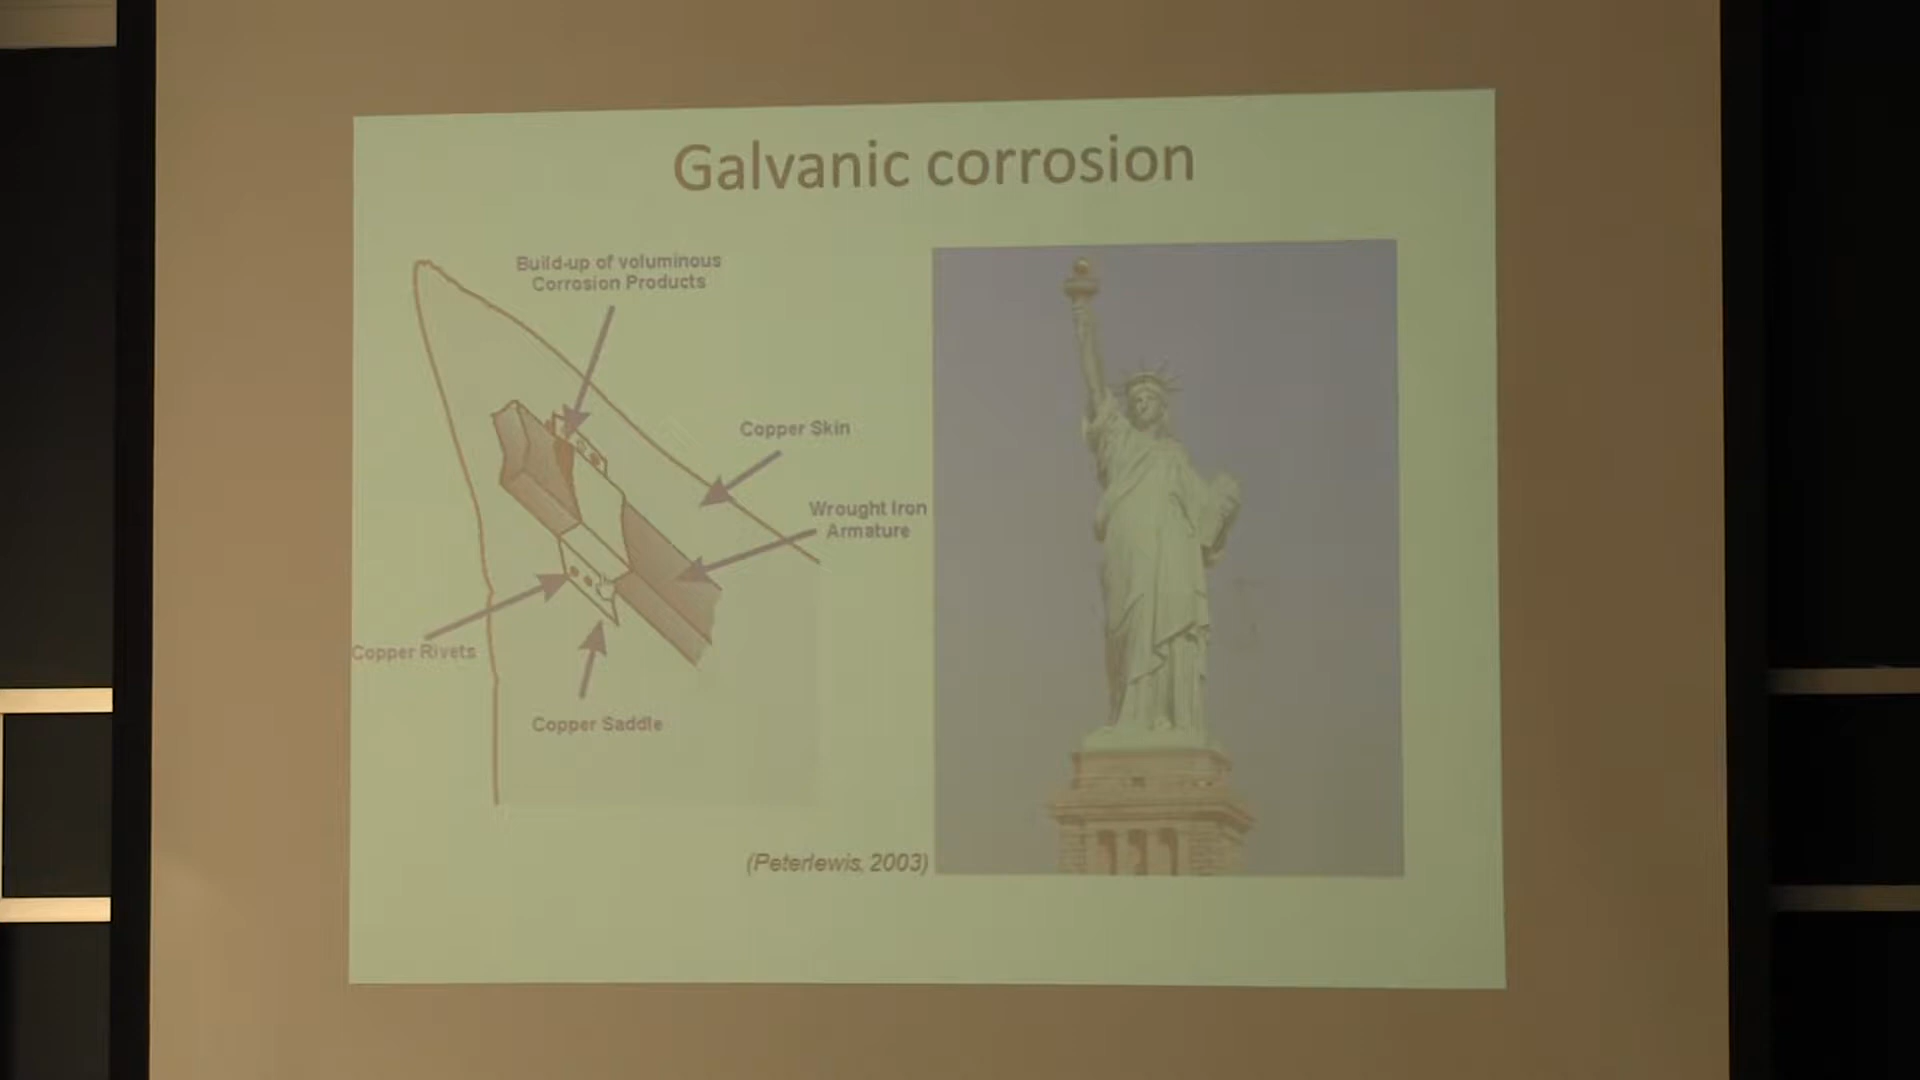 Galvanic corrosion
Build-up of voluminous
Corrosion Products
Copper Skin
Wrought Iron
Armature
Copper Rivets
Copper Saddle
(Peterlewis, 2003)